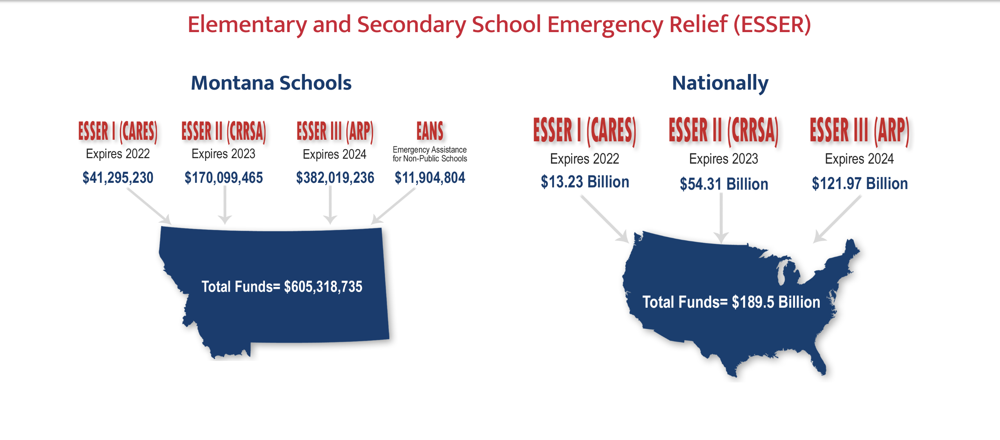 Elementary and Secondary School Emergency Relief (ESSER)
Montana Schools
ESSER I (CARES)
Expires 2022
$41,295,230
ESSER II (CRRSA)
Expires 2023
$170,099,465
ESSER III (ARP)
Expires 2024
$382,019,236
EANS
Emergency Assistance
for Non-Public Schools
$11,904,804
Total Funds= $605,318,735
Nationally
ESSER I (CARES)
Expires 2022
$13.23 Billion
ESSER II (CRRSA)
Expires 2023
$54.31 Billion
ESSER III (ARP)
Expires 2024
$121.97 Billion
Total Funds= $189.5 Billion